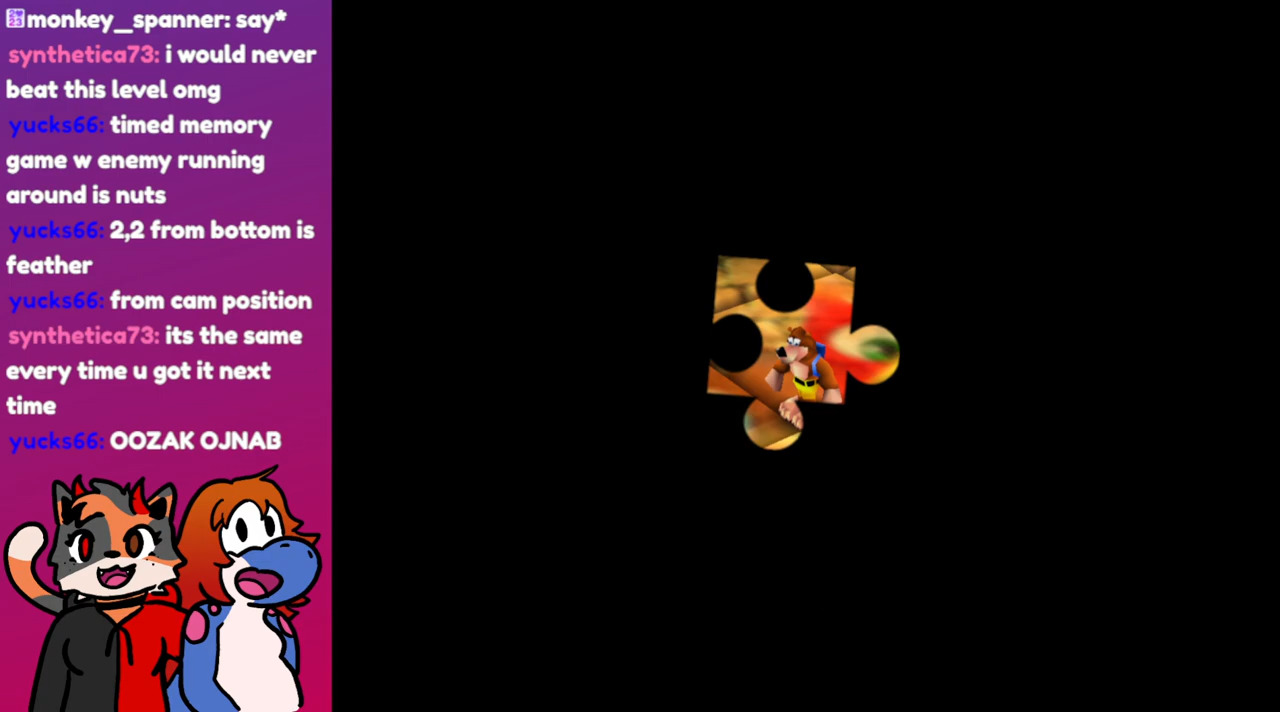 monkey_spanner: say*
synthetica73: i would never
beat this level omg
yucks66: timed memory
game w enemy running
around is nuts
yucks66: 2,2 from bottom is
feather
yucks66: from cam position
synthetica73: its the same
every time u got it next
time
yucks66: OOZAK OJNAB